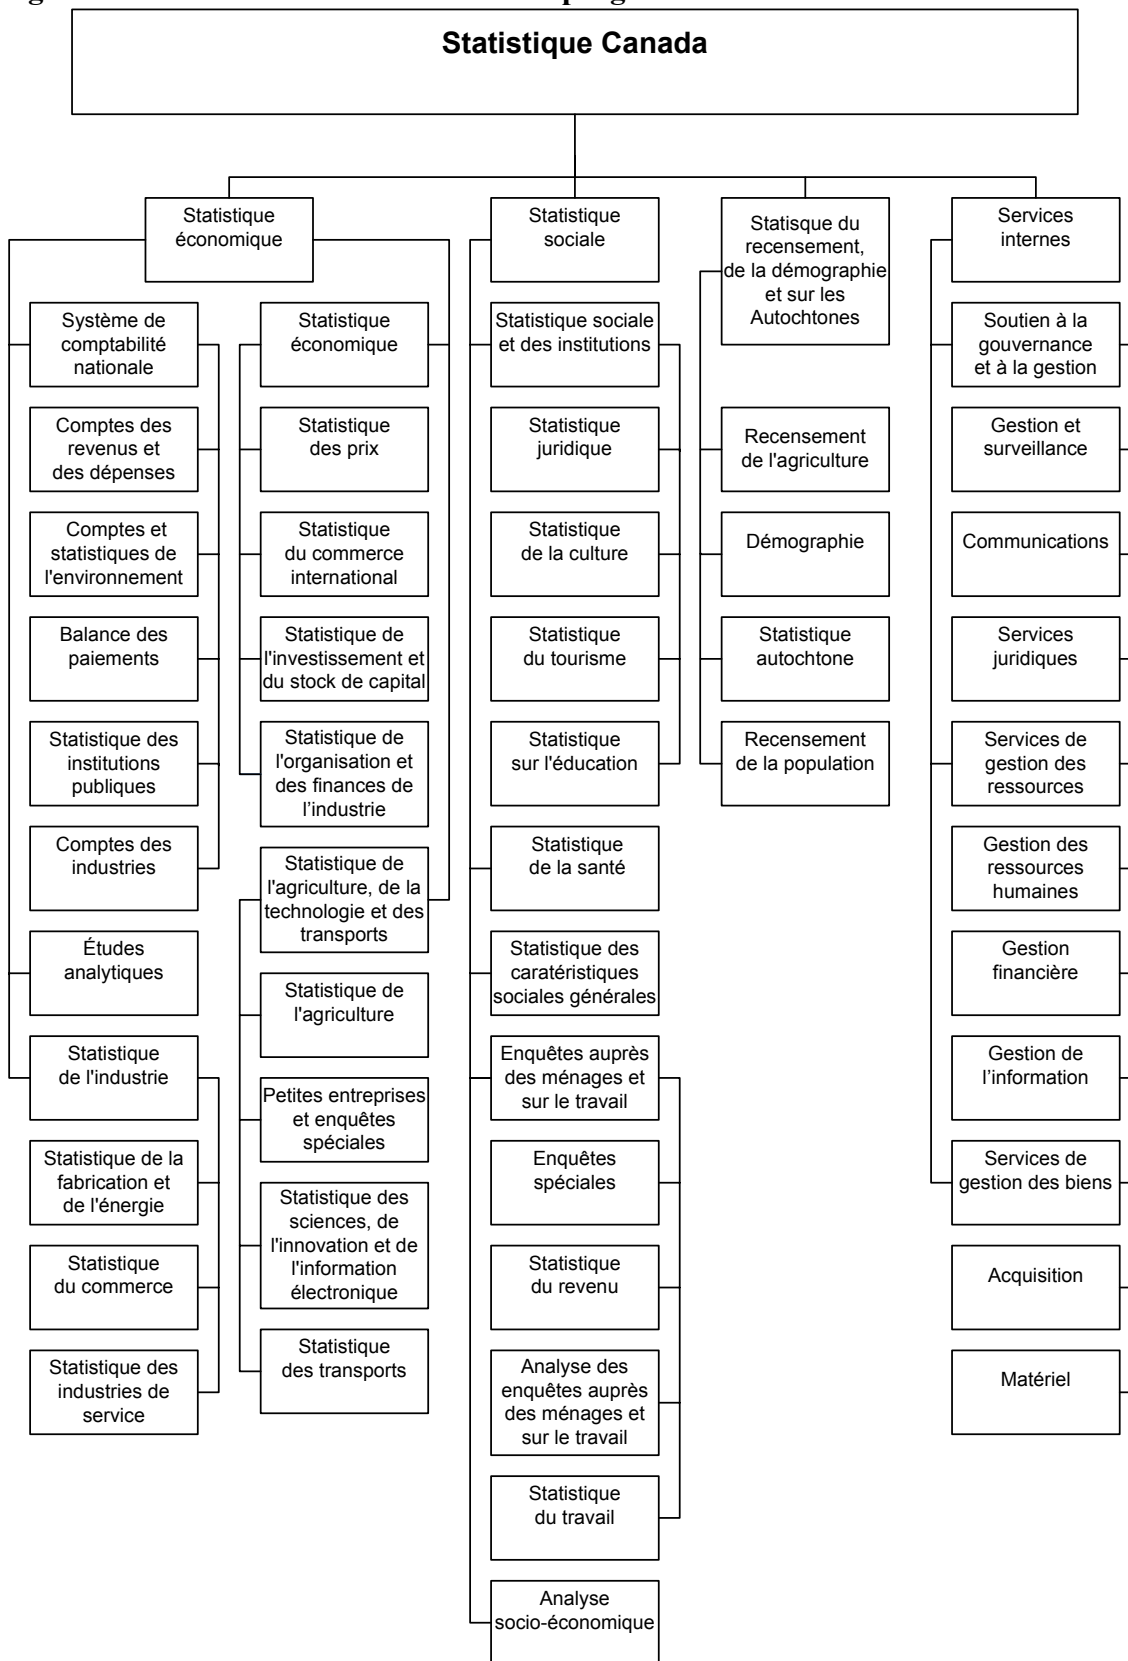 Statistique Canada
Statistique
économique
Système de
comptabilité
nationale
Comptes des
revenus et
des dépenses
Comptes et
statistiques de
l'environnement
Balance des
paiements
Statistique des
institutions
publiques
Comptes des
industries
Études
analytiques
Statistique
de l'industrie
Statistique de la
fabrication et
de l'énergie
Statistique
du commerce
Statistique des
industries de
service
Statistique
économique
Statistique
des prix
Statistique
du commerce
international
Statistique de
l'investissement et
du stock de capital
Statistique de
l'organisation et
des finances de
l’industrie
Statistique de
l'agriculture, de la
technologie et des
transports
Statistique de
l'agriculture
Petites entreprises
et enquêtes
spéciales
Statistique des
sciences, de
l'innovation et de
l'information
électronique
Statistique
des transports
Statistique
sociale
Statistique sociale
et des institutions
Statistique
juridique
Statistique
de la culture
Statistique
du tourisme
Statistique
sur l'éducation
Statistique
de la santé
Statistique des
caratéristiques
sociales générales
Enquêtes auprès
des ménages et
sur le travail
Enquêtes
spéciales
Statistique
du revenu
Analyse des
enquêtes auprès
des ménages et
sur le travail
Statistique
du travail
Analyse
socio-économique
Statisque du
recensement,
de la démographie
et sur les
Autochtones
Recensement
de l'agriculture
Démographie
Statistique
autochtone
Recensement
de la population
Services
internes
Soutien à la
gouvernance
et à la gestion
Gestion et
surveillance
Communications
Services
juridiques
Services de
gestion des
ressources
Gestion des
ressources
humaines
Gestion
financière
Gestion de
l’information
Services de
gestion des biens
Acquisition
Matériel